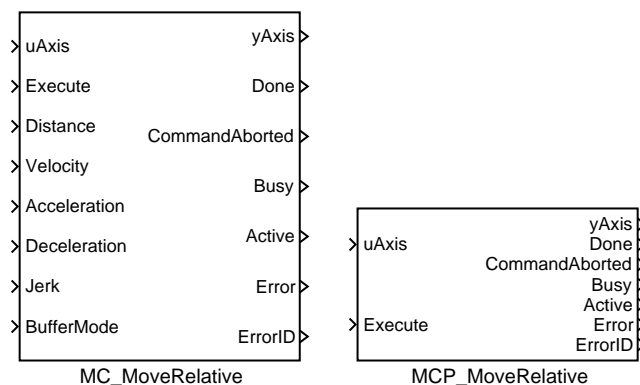 uAxis
Execute
Distance
Velocity
Acceleration
Deceleration
Jerk
BufferMode
yAxis
Done
CommandAborted
Busy
Active
Error
ErrorID
MC_MoveRelative
uAxis
Execute
yAxis
Done
CommandAborted
Busy
Active
Error
ErrorID
MCP_MoveRelative